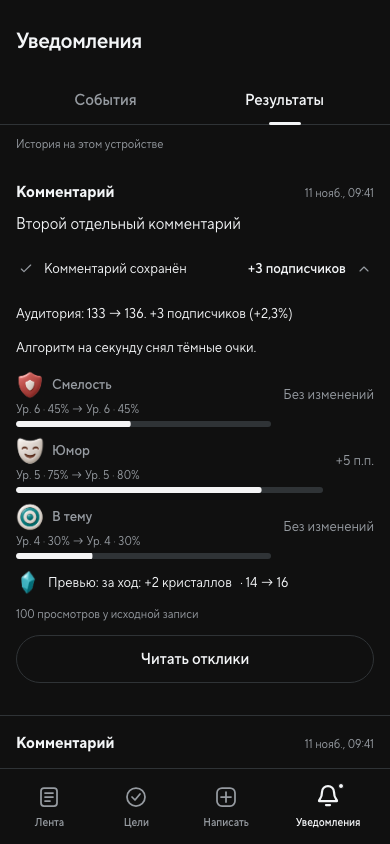 Уведомления
События
Результаты
История на этом устройстве
Комментарий
11 нояб., 09:41
Второй отдельный комментарий
Комментарий сохранён
+3 подписчиков
Аудитория: 133 → 136. +3 подписчиков (+2,3%)
Алгоритм на секунду снял тёмные очки.
Смелость
Без изменений
Ур. 6 · 45% → Ур. 6 · 45%
Юмор
+5 п.п.
Ур. 5 · 75% → Ур. 5 · 80%
В тему
Без изменений
Ур. 4 · 30% → Ур. 4 · 30%
Превью: за ход: +2 кристаллов · 14 → 16
100 просмотров у исходной записи
Читать отклики
Комментарий
11 нояб., 09:41
Лента
Цели
Написать
Уведомления